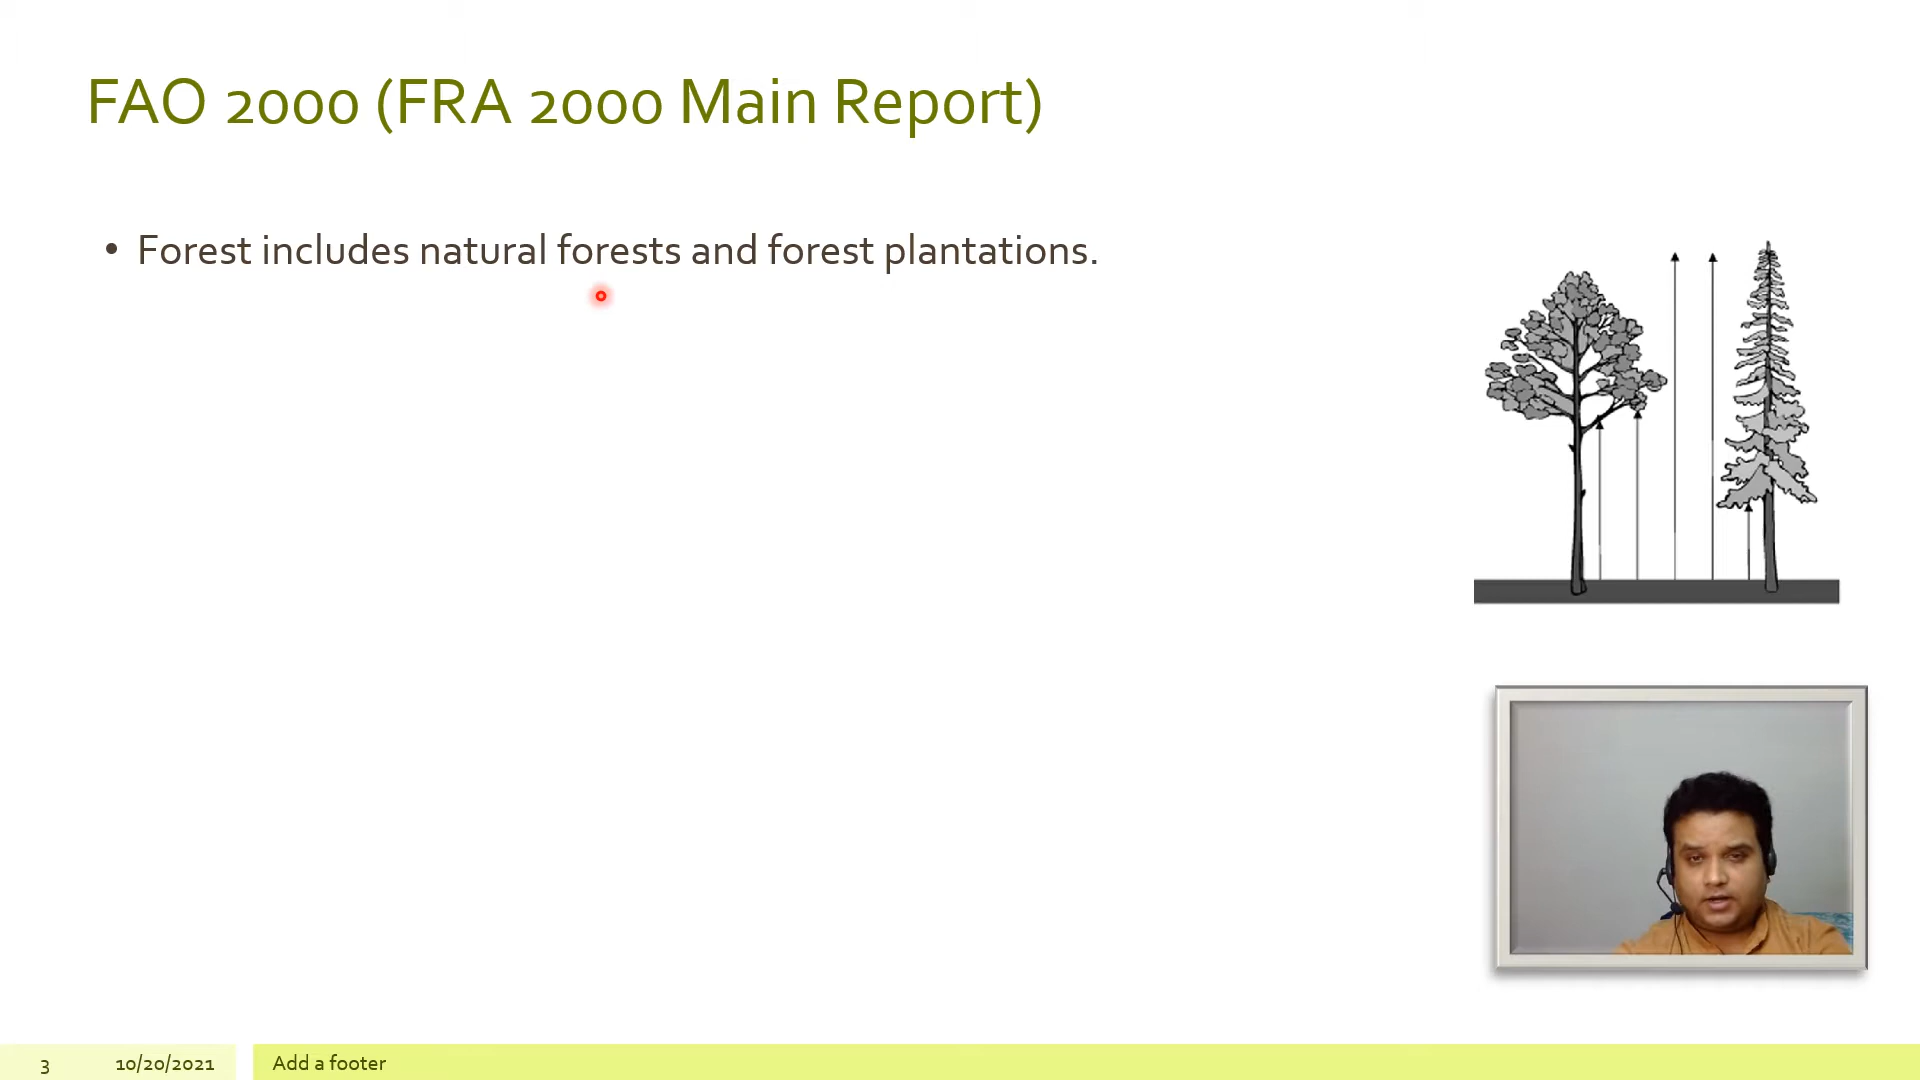 FAO 2000 (FRA 2000 Main Report)
• Forest includes natural forests and forest plantations.
3 10/20/2021 Add a footer